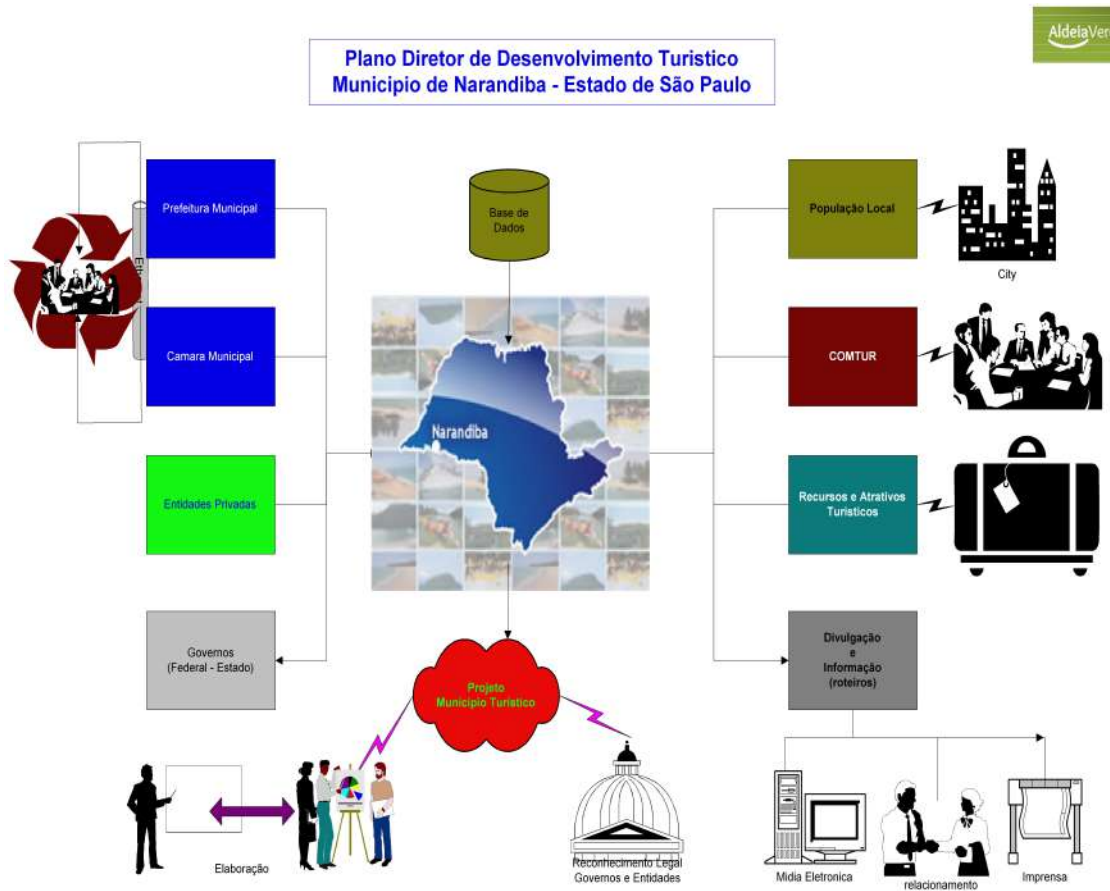 AldeiaVer
Plano Diretor de Desenvolvimento Turistico
Municipio de Narandiba - Estado de São Paulo
Prefeitura Municipal
Base de
Dados
População Local
City
Camara Municipal
COMTUR
Narandiba
Entidades Privadas
Recursos e Atrativos
Turisticos
Governos
(Federal - Estado)
Divulgação
e
Informação
(roteiros)
Projeto
Municipio Turístico
Elaboração
Reconhecimento Legal
Governos e Entidades
Midia Eletronica
relacionamento
Imprensa